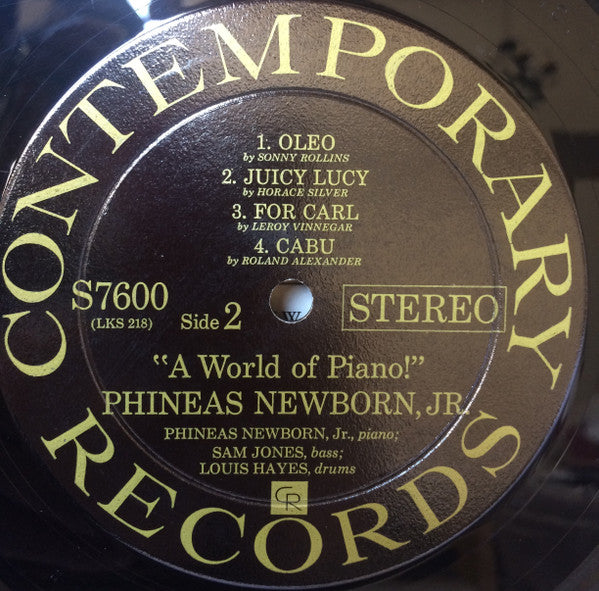 CONTEMPORARY
1. OLEO
by SONNY ROLLINS
2. JUICY LUCY
by HORACE SILVER
3. FOR CARL
by LEROY VINNEGAR
4. CABU
by ROLAND ALEXANDER
S7600
(LKS 218)
Side 2
STEREO
"A World of Piano!"
PHINEAS NEWBORN, JR.
PHINEAS NEWBORN, Jr., piano;
SAM JONES, bass;
LOUIS HAYES, drums
CR
RECORDS